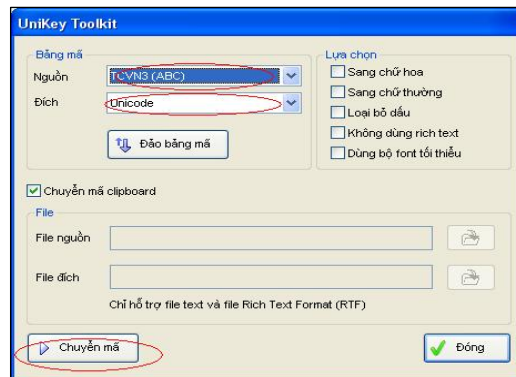 UniKey Toolkit
Bảng mã
Nguồn TCVN3 (ABC)
Đích Unicode
Đảo bảng mã
Lựa chọn
Sang chữ hoa
Sang chữ thường
Loại bỏ dấu
Không dùng rich text
Dùng bộ font tối thiểu
Chuyển mã clipboard
File
File nguồn
File đích
Chỉ hỗ trợ file text và file Rich Text Format (RTF)
Chuyển mã
Đóng